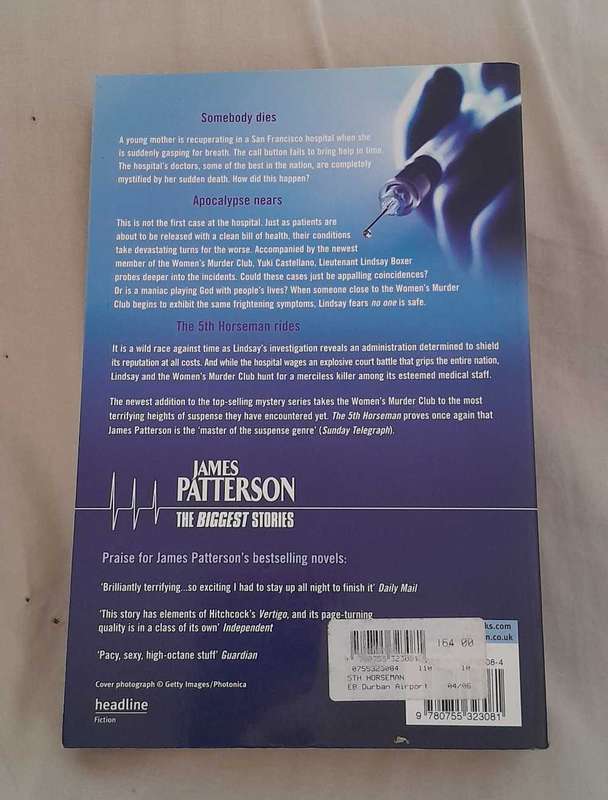 Somebody dies
A young mother is recuperating in a San Francisco hospital when she
is suddenly gasping for breath. The call button fails to bring help in time.
The hospital's doctors, some of the best in the nation, are completely
mystified by her sudden death. How did this happen?
Apocalypse nears
This is not the first case at the hospital. Just as patients are
about to be released with a clean bill of health, their conditions
take devastating turns for the worse. Accompanied by the newest
member of the Women's Murder Club, Yuki Castellano, Lieutenant Lindsay Boxer
probes deeper into the incidents. Could these cases just be appalling coincidences?
Or is a maniac playing God with people's lives? When someone close to the Women's Murder
Club begins to exhibit the same frightening symptoms, Lindsay fears no one is safe.
The 5th Horseman rides
It is a wild race against time as Lindsay's investigation reveals an administration determined to shield
its reputation at all costs. And while the hospital wages an explosive court battle that grips the entire nation,
Lindsay and the Women's Murder Club hunt for a merciless killer among its esteemed medical staff.
The newest addition to the top-selling mystery series takes the Women's Murder Club to the most
terrifying heights of suspense they have encountered yet. The 5th Horseman proves once again that
James Patterson is the 'master of the suspense genre' (Sunday Telegraph).
JAMES
PATTERSON
THE BIGGEST STORIES
Praise for James Patterson's bestselling novels:
'Brilliantly terrifying...so exciting I had to stay up all night to finish it' Daily Mail
'This story has elements of Hitchcock's Vertigo, and its page-turning
quality is in a class of its own' Independent
'Pacy, sexy, high-octane stuff' Guardian
Cover photograph © Getty Images/Photonica
headline
Fiction
ks.com
n.co.uk
164.00
9 780755 323081
0755323084 110 10
5TH HORSEMAN
EB Durban Airport 04/06
08-4
9 780755 323081